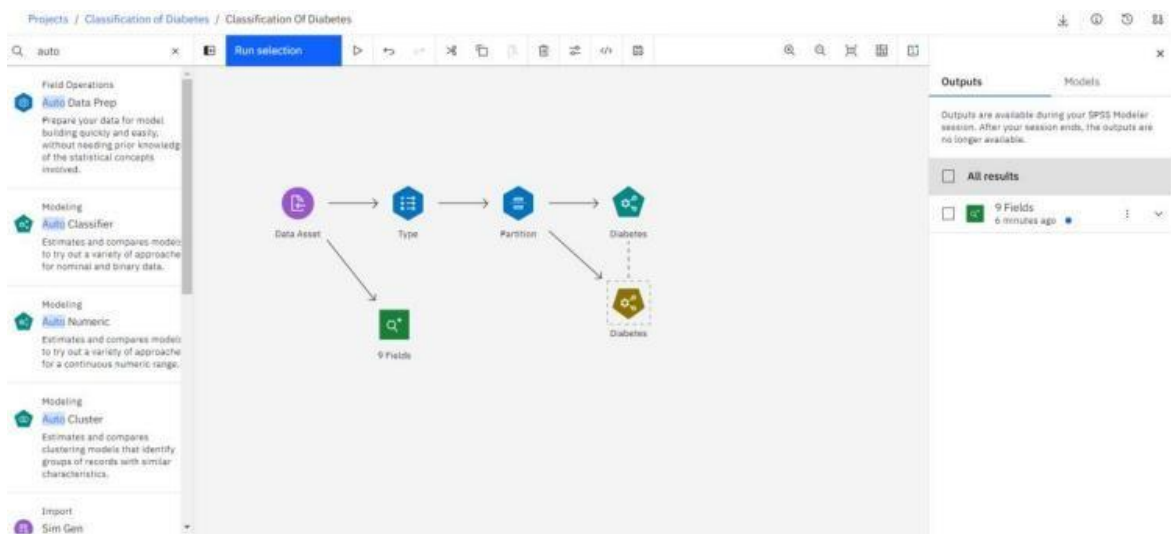 Projects / Classification of Diabetes / Classification Of Diabetes
auto
Run selection
Field Operations
Auto Data Prep
Prepare your data for model
building quickly and easily,
without needing prior knowledg
of the statistical concepts
involved.
Modeling
Auto Classifier
Estimates and compares models
to try out a variety of approache
for nominal and binary data.
Modeling
Auto Numeric
Estimates and compares models
to try out a variety of approache
for a continuous numeric range.
Modeling
Auto Cluster
Estimates and compares
clustering models that identify
groups of records with similar
characteristics.
Import
Sim Gen
Data Asset
Type
Partition
Diabetes
Diabetes
9 Fields
Outputs
Models
Outputs are available during your SPSS Modeler
session. After your session ends, the outputs are
no longer available.
All results
9 Fields
6 minutes ago